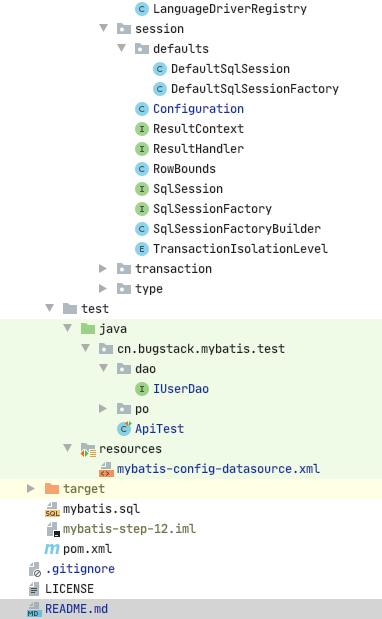 LanguageDriverRegistry
session
defaults
DefaultSqlSession
DefaultSqlSessionFactory
Configuration
ResultContext
ResultHandler
RowBounds
SqlSession
SqlSessionFactory
SqlSessionFactoryBuilder
TransactionIsolationLevel
transaction
type
test
java
cn.bugstack.mybatis.test
dao
IUserDao
po
ApiTest
resources
mybatis-config-datasource.xml
target
mybatis.sql
mybatis-step-12.iml
pom.xml
.gitignore
LICENSE
README.md